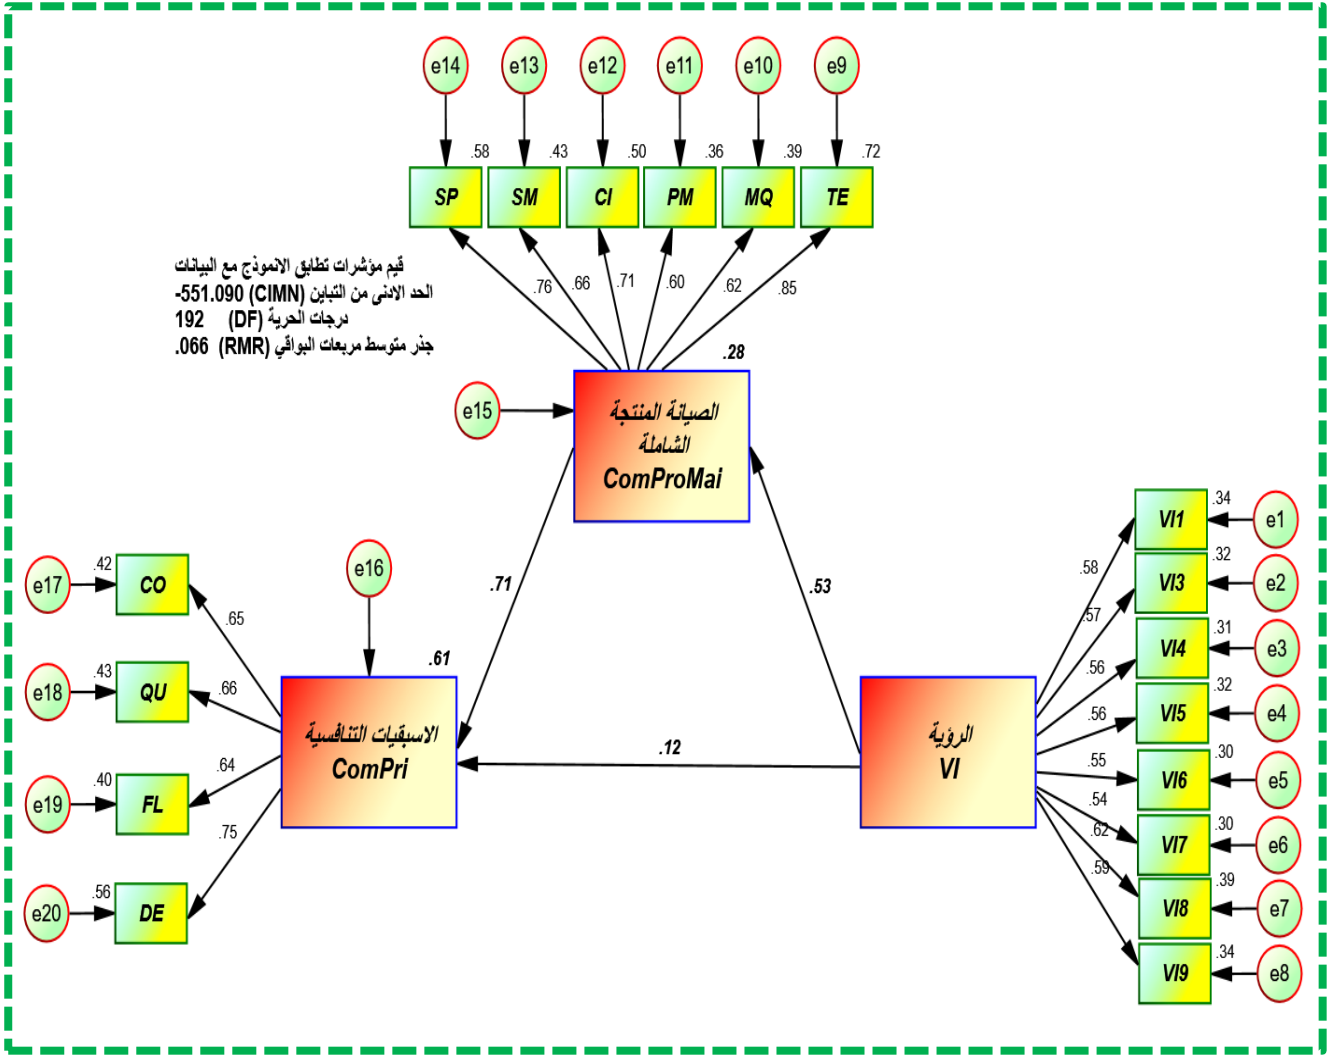 e14 e13 e12 e11 e10 e9
.58 .43 .50 .36 .39 .72
SP SM CI PM MQ TE
.76 .66 .71 .60 .62 .85
قيم مؤشرات تطابق الانموذج مع البيانات
الحد الادنى من التباين (CIMN) 551.090-
درجات الحرية (DF) 192
جذر متوسط مربعات البواقي (RMR) .066
.28
e15
الصيانة المنتجة
الشاملة
ComProMai
.71
.53
e16
.61
الاسبقيات التنافسية
ComPri
.12
الرؤية
VI
e17 .42 CO .65
e18 .43 QU .66
e19 .40 FL .64
e20 .56 DE .75
.58 VI1 .34 e1
.57 VI3 .32 e2
.56 VI4 .31 e3
.56 VI5 .32 e4
.55 VI6 .30 e5
.54 VI7 .30 e6
.62 VI8 .39 e7
.59 VI9 .34 e8